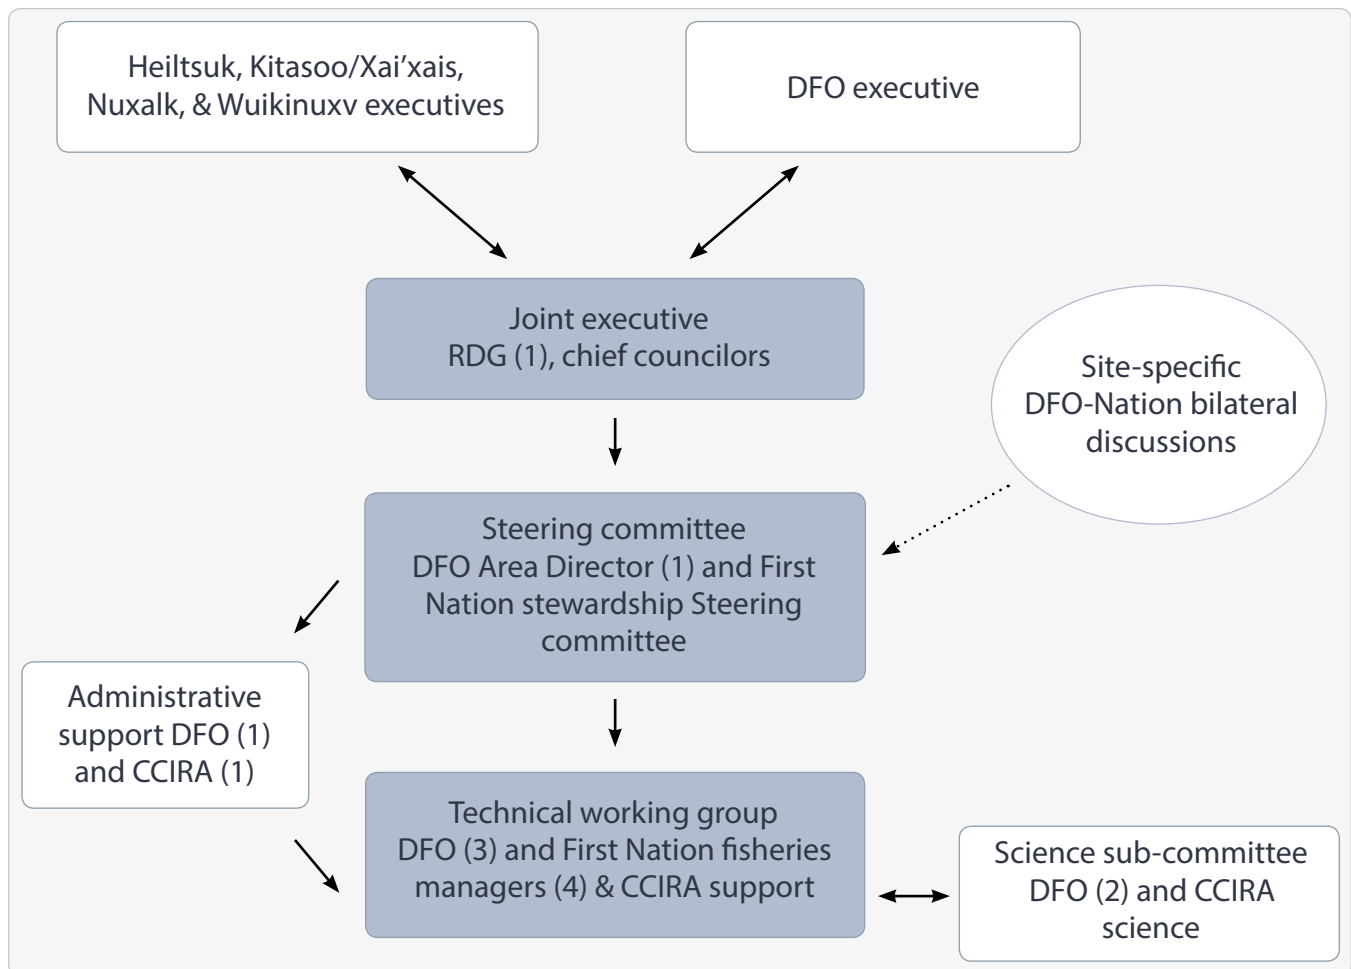 Heiltsuk, Kitasoo/Xai’xais,
Nuxalk, & Wuikinuxv executives
DFO executive
Joint executive
RDG (1), chief councilors
Site-specific
DFO-Nation bilateral
discussions
Steering committee
DFO Area Director (1) and First
Nation stewardship Steering
committee
Administrative
support DFO (1)
and CCIRA (1)
Technical working group
DFO (3) and First Nation fisheries
managers (4) & CCIRA support
Science sub-committee
DFO (2) and CCIRA
science